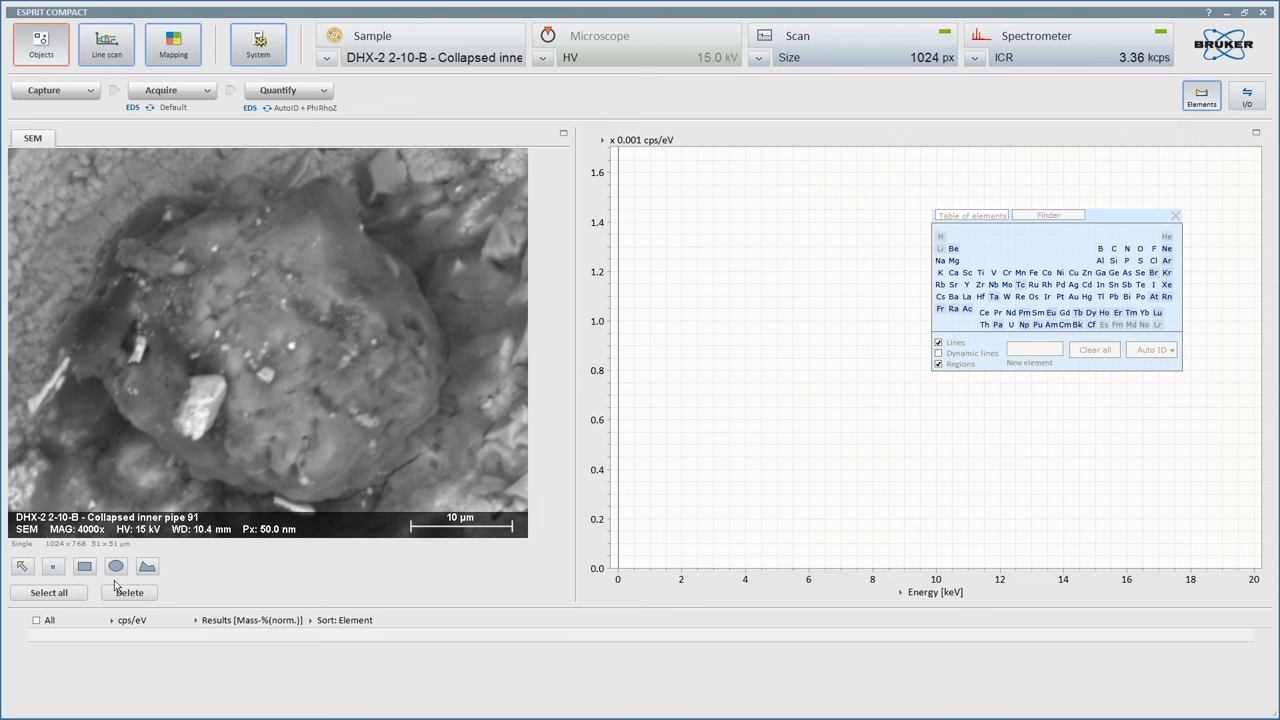 ESPRIT COMPACT
Objects
Line scan
Mapping
System
Sample
DHX-2 2-10-B - Collapsed inne
Microscope
HV 15.0 kV
Scan
Size 1024 px
Spectrometer
ICR 3.36 kcps
BRUKER
Capture
Acquire
Quantify
EDS Default
EDS AutoID + PhiRhoZ
Elements
I/O
SEM
DHX-2 2-10-B - Collapsed inner pipe 91
SEM MAG: 4000x HV: 15 kV WD: 10.4 mm Px: 50.0 nm
10 µm
Single 1024 x 768 51 x 51 µm
Select all
Delete
x 0.001 cps/eV
1.6
1.4
1.2
1.0
0.8
0.6
0.4
0.2
0.0
0 2 4 6 8 10 12 14 16 18 20
Energy [keV]
Table of elements
Finder
H He
Li Be B C N O F Ne
Na Mg Al Si P S Cl Ar
K Ca Sc Ti V Cr Mn Fe Co Ni Cu Zn Ga Ge As Se Br Kr
Rb Sr Y Zr Nb Mo Tc Ru Rh Pd Ag Cd In Sn Sb Te I Xe
Cs Ba La Hf Ta W Re Os Ir Pt Au Hg Tl Pb Bi Po At Rn
Fr Ra Ac
Ce Pr Nd Pm Sm Eu Gd Tb Dy Ho Er Tm Yb Lu
Th Pa U Np Pu Am Cm Bk Cf Es Fm Md No Lr
Lines
Dynamic lines
Regions
New element
Clear all
Auto ID
All
cps/eV
Results [Mass-%(norm.)]
Sort: Element